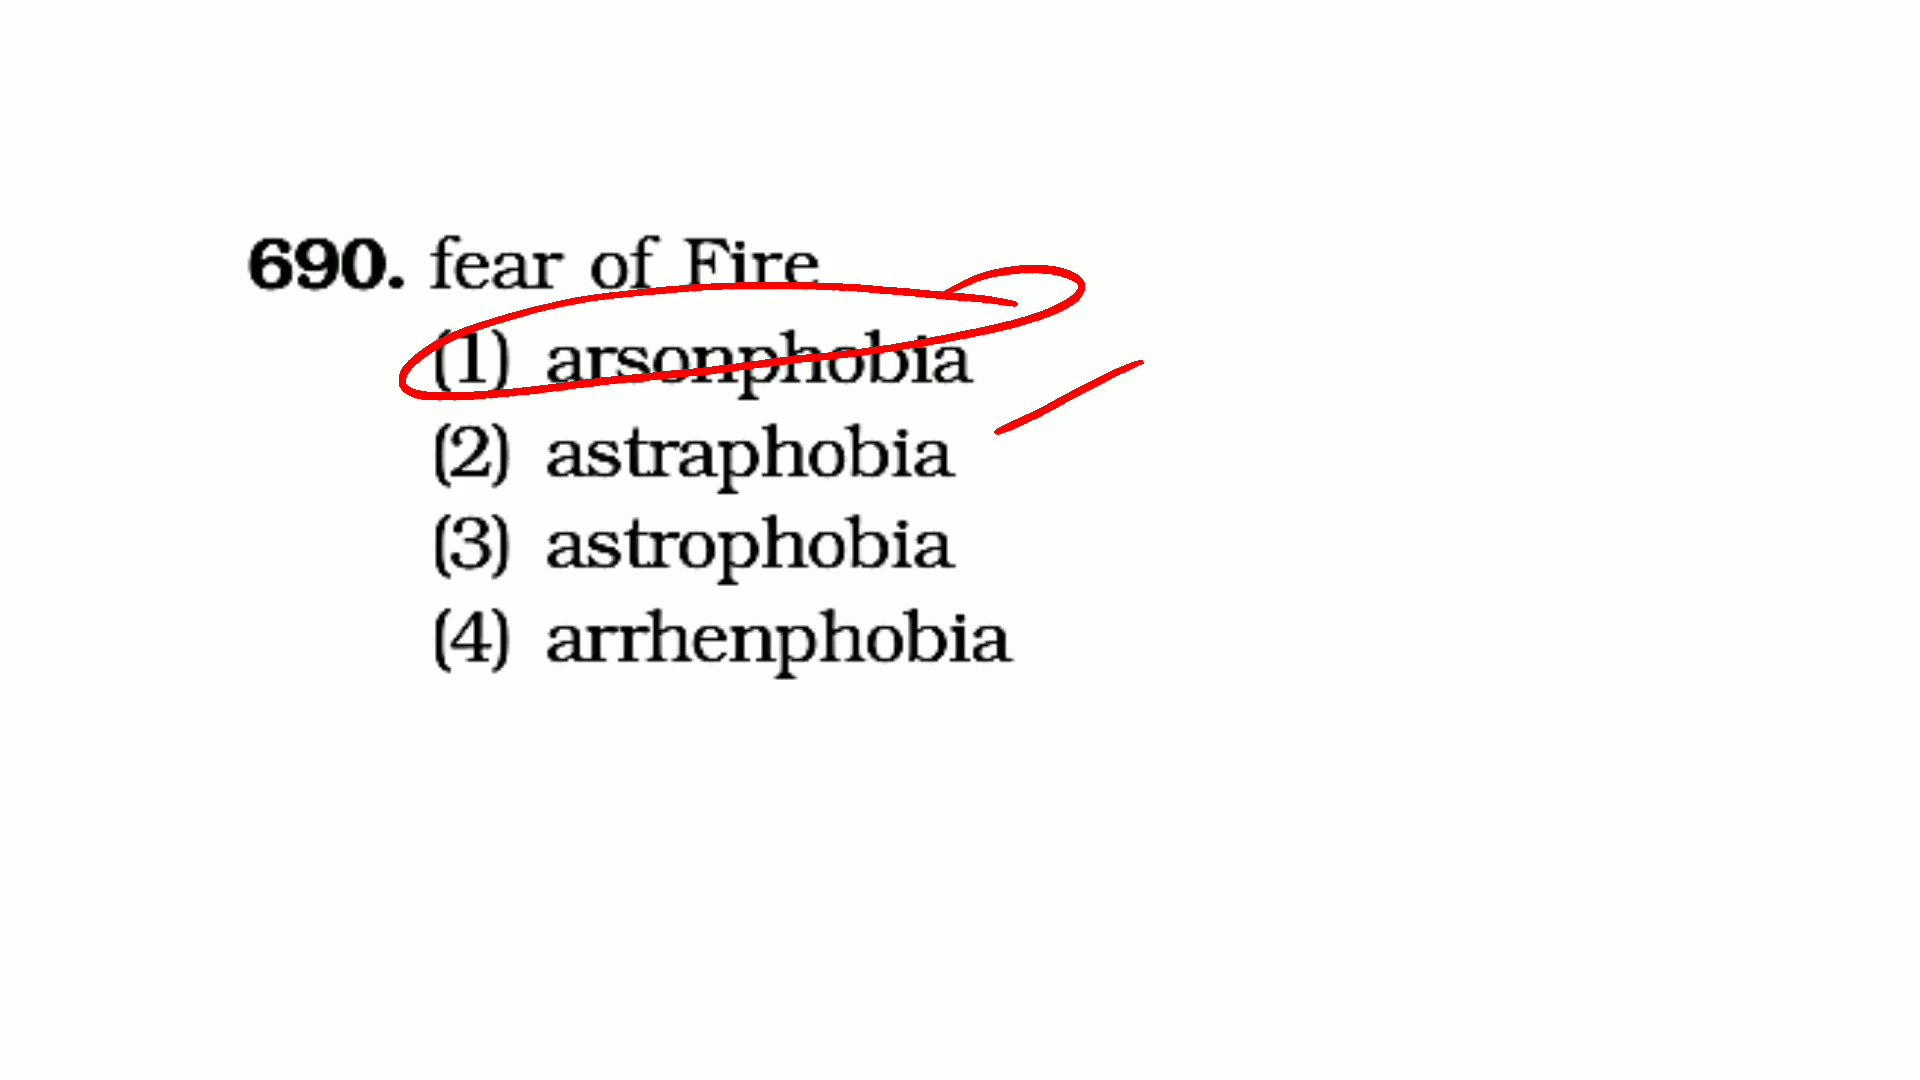 690. fear of Fire
(1) arsonphobia
(2) astraphobia
(3) astrophobia
(4) arrhenphobia